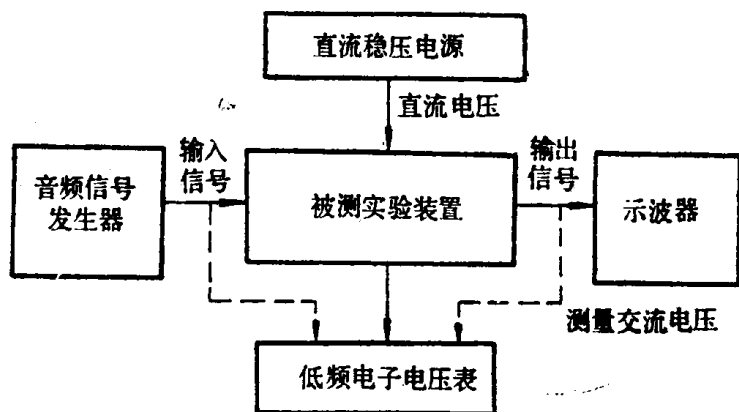 直流稳压电源
直流电压
输入
信号
输出
信号
音频信号
发生器
被测实验装置
示波器
测量交流电压
低频电子电压表